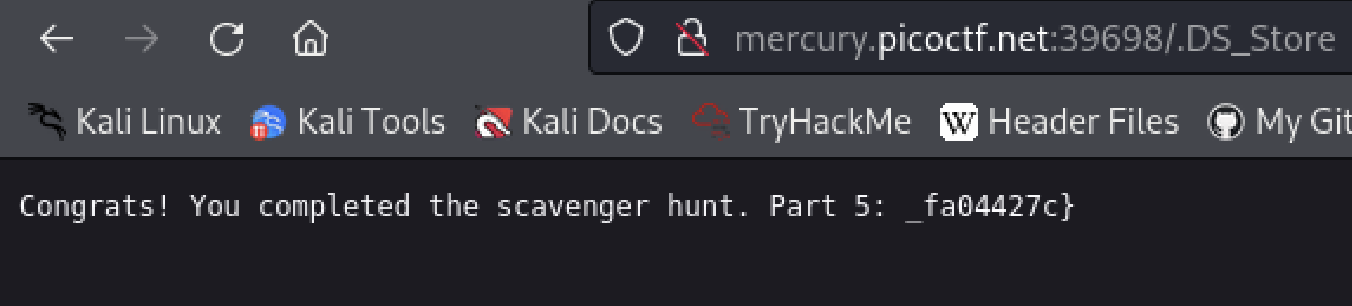 mercury.picoctf.net:39698/.DS_Store
Kali Linux Kali Tools Kali Docs TryHackMe W Header Files My Git
Congrats! You completed the scavenger hunt. Part 5: _fa04427c}